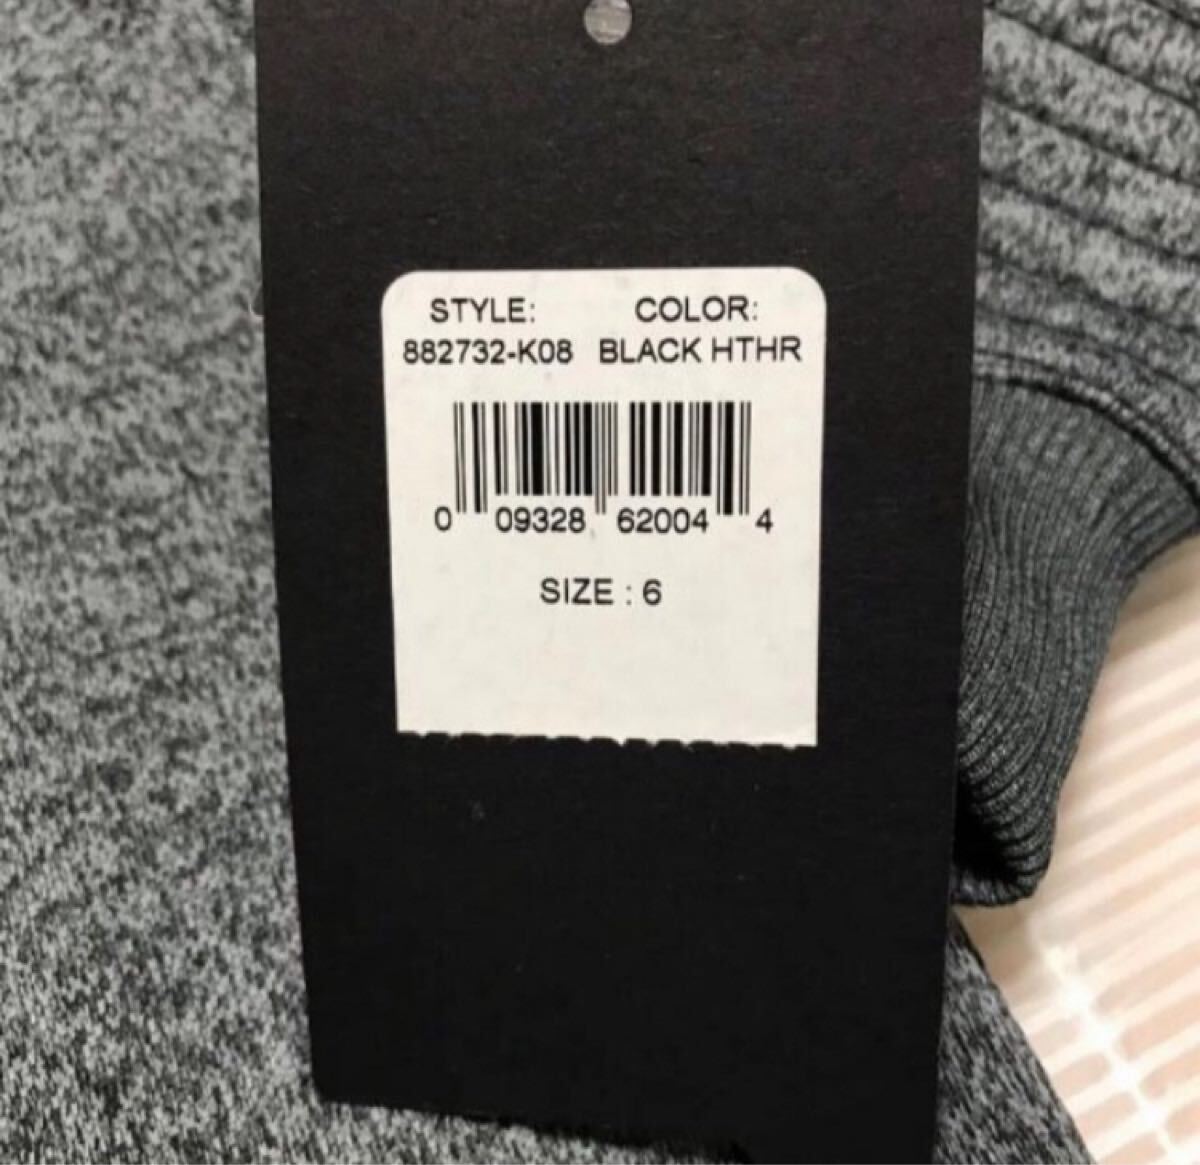 STYLE: COLOR:
882732-K08 BLACK HTHR
0 09328 62004 4
SIZE : 6